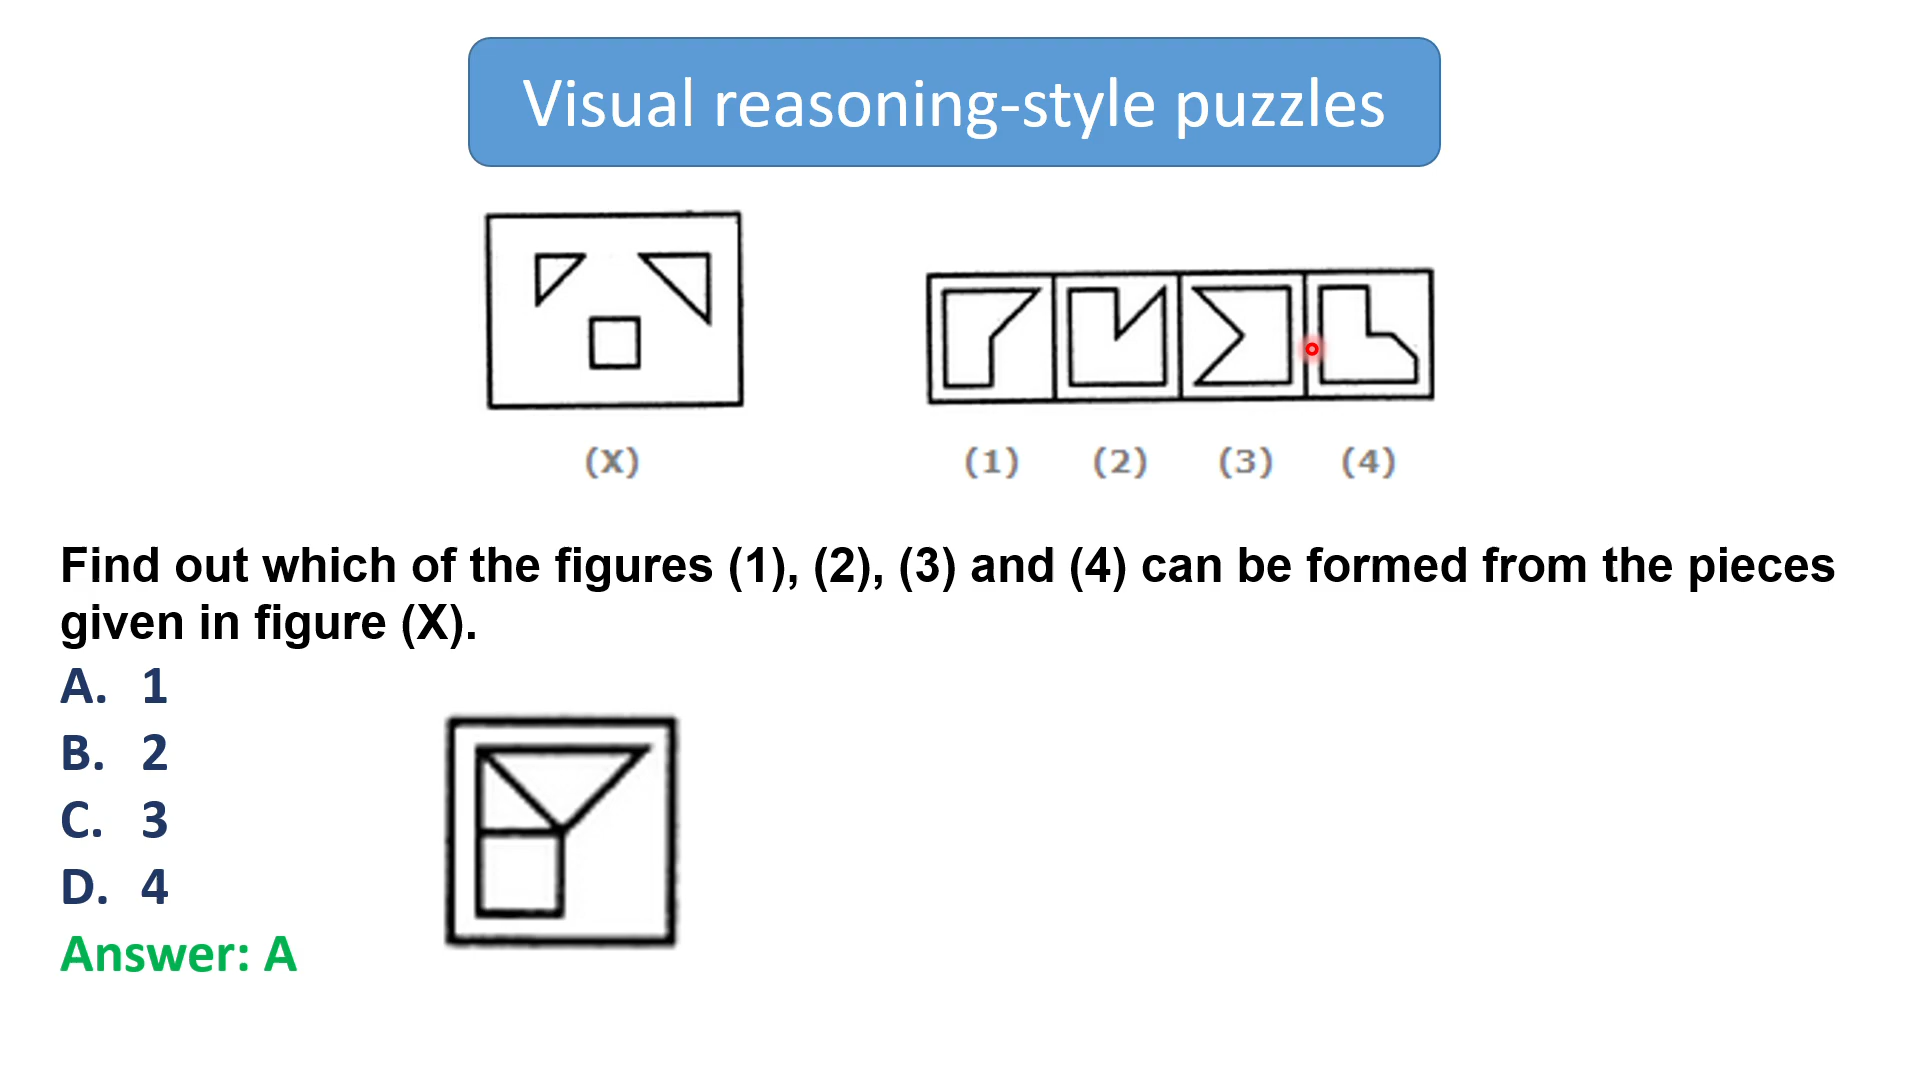 Visual reasoning-style puzzles
(X) (1) (2) (3) (4)
Find out which of the figures (1), (2), (3) and (4) can be formed from the pieces
given in figure (X).
A. 1
B. 2
C. 3
D. 4
Answer: A